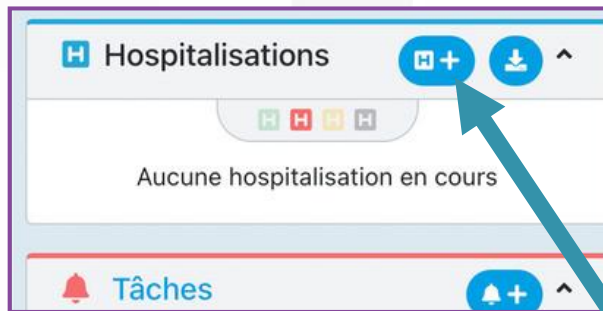 H Hospitalisations H+
H H H H
Aucune hospitalisation en cours
Tâches +